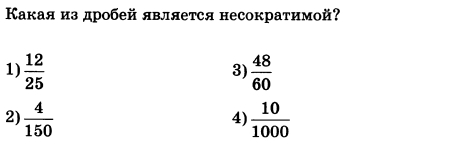 Какая из дробей является несократимой?
1) 12/25 3) 48/60
2) 4/150 4) 10/1000